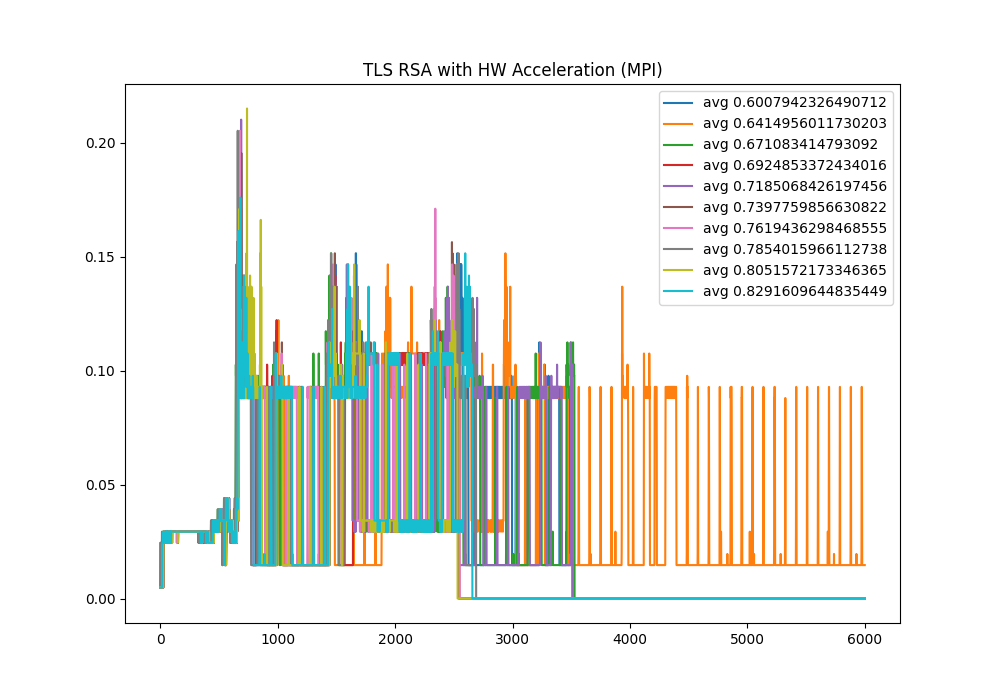 TLS RSA with HW Acceleration (MPI)
avg 0.6007942326490712
avg 0.6414956011730203
avg 0.671083414793092
avg 0.6924853372434016
avg 0.7185068426197456
avg 0.7397759856630822
avg 0.7619436298468555
avg 0.7854015966112738
avg 0.8051572173346365
avg 0.8291609644835449
0.20
0.15
0.10
0.05
0.00
0 1000 2000 3000 4000 5000 6000